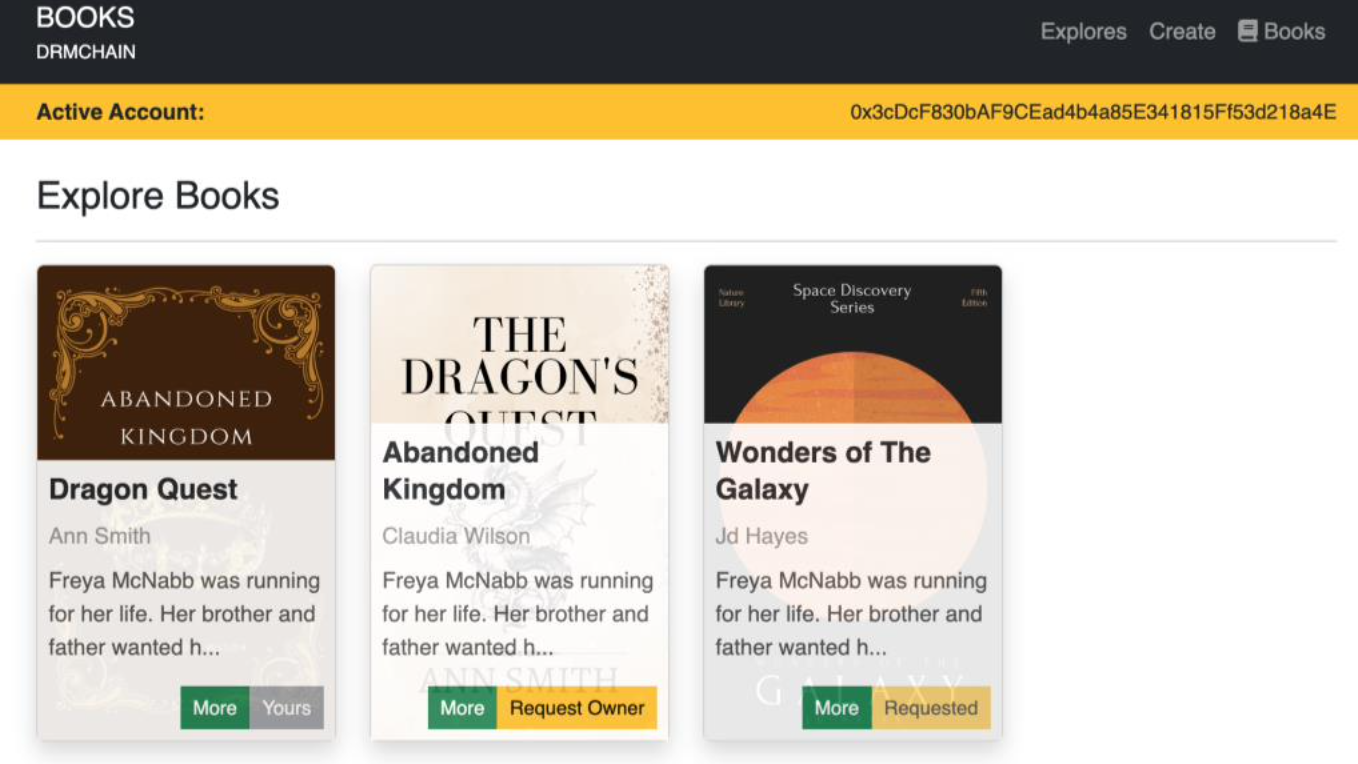 BOOKS
DRMCHAIN
Explores Create Books
Active Account: 0x3cDcF830bAF9CEad4b4a85E341815Ff53d218a4E
Explore Books
ABANDONED
KINGDOM
Dragon Quest
Ann Smith
Freya McNabb was running
for her life. Her brother and
father wanted h...
More Yours
THE
DRAGON'S
QUEST
Abandoned
Kingdom
Claudia Wilson
Freya McNabb was running
for her life. Her brother and
father wanted h...
ANN SMITH
More Request Owner
Nature
Library
Space Discovery
Series
Fifth
Edition
Wonders of The
Galaxy
Jd Hayes
Freya McNabb was running
for her life. Her brother and
father wanted h...
GALAXY
More Requested